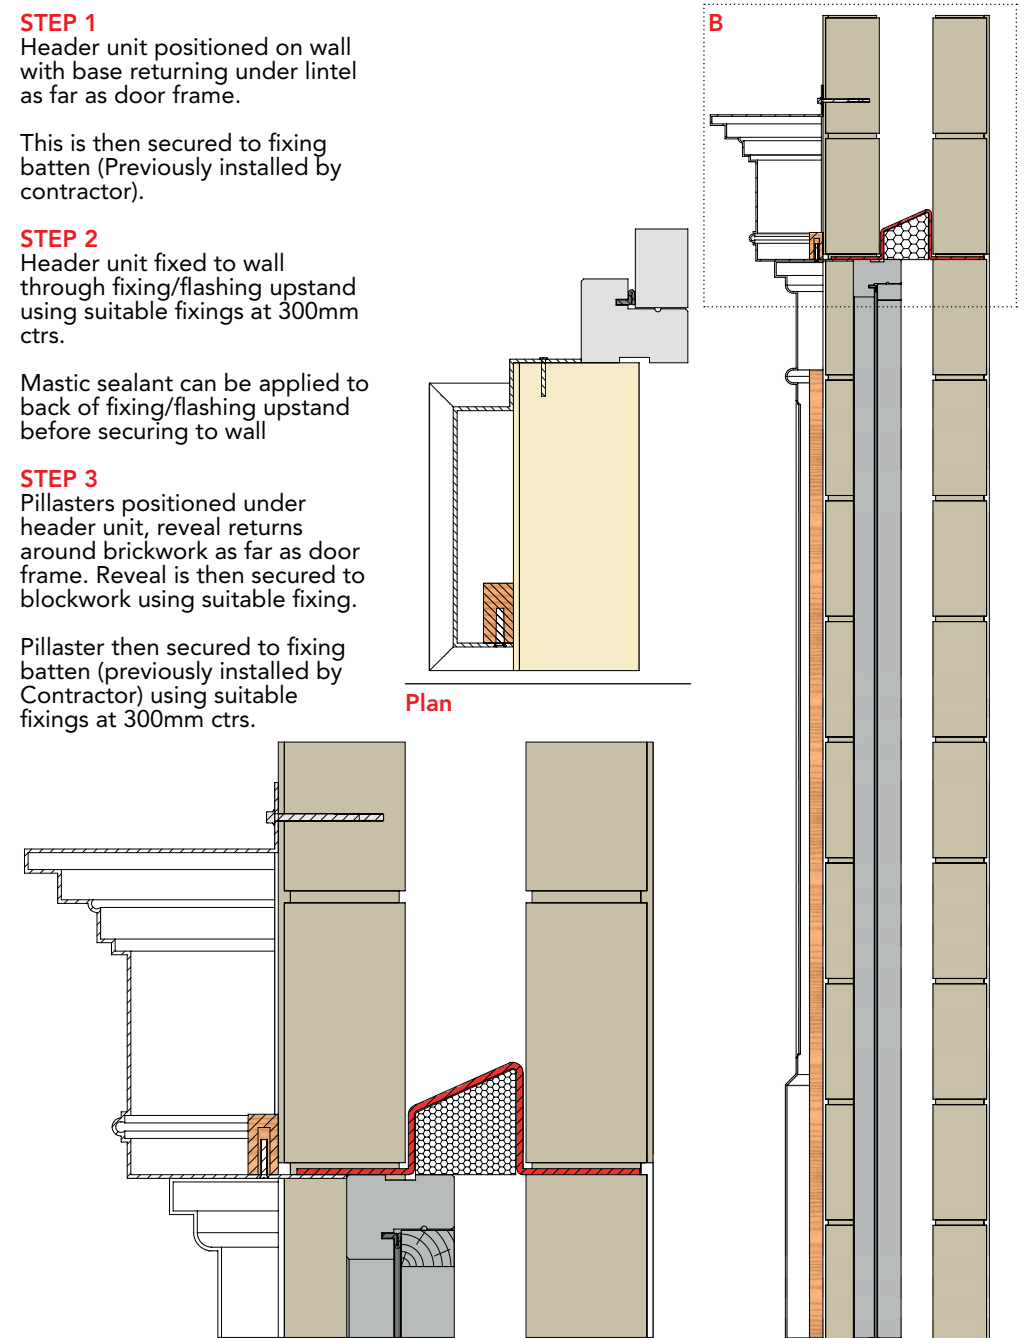 STEP 1
Header unit positioned on wall
with base returning under lintel
as far as door frame.
This is then secured to fixing
batten (Previously installed by
contractor).
STEP 2
Header unit fixed to wall
through fixing/flashing upstand
using suitable fixings at 300mm
ctrs.
Mastic sealant can be applied to
back of fixing/flashing upstand
before securing to wall
STEP 3
Pillasters positioned under
header unit, reveal returns
around brickwork as far as door
frame. Reveal is then secured to
blockwork using suitable fixing.
Pillaster then secured to fixing
batten (previously installed by
Contractor) using suitable
fixings at 300mm ctrs.
Plan
B